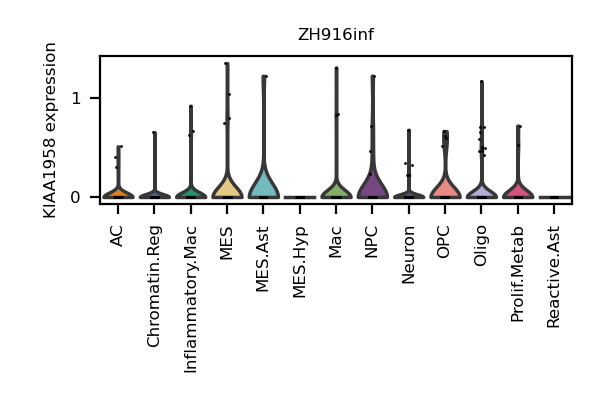 ZH916inf
KIAA1958 expression
1
0
AC
Chromatin.Reg
Inflammatory.Mac
MES
MES.Ast
MES.Hyp
Mac
NPC
Neuron
OPC
Oligo
Prolif.Metab
Reactive.Ast